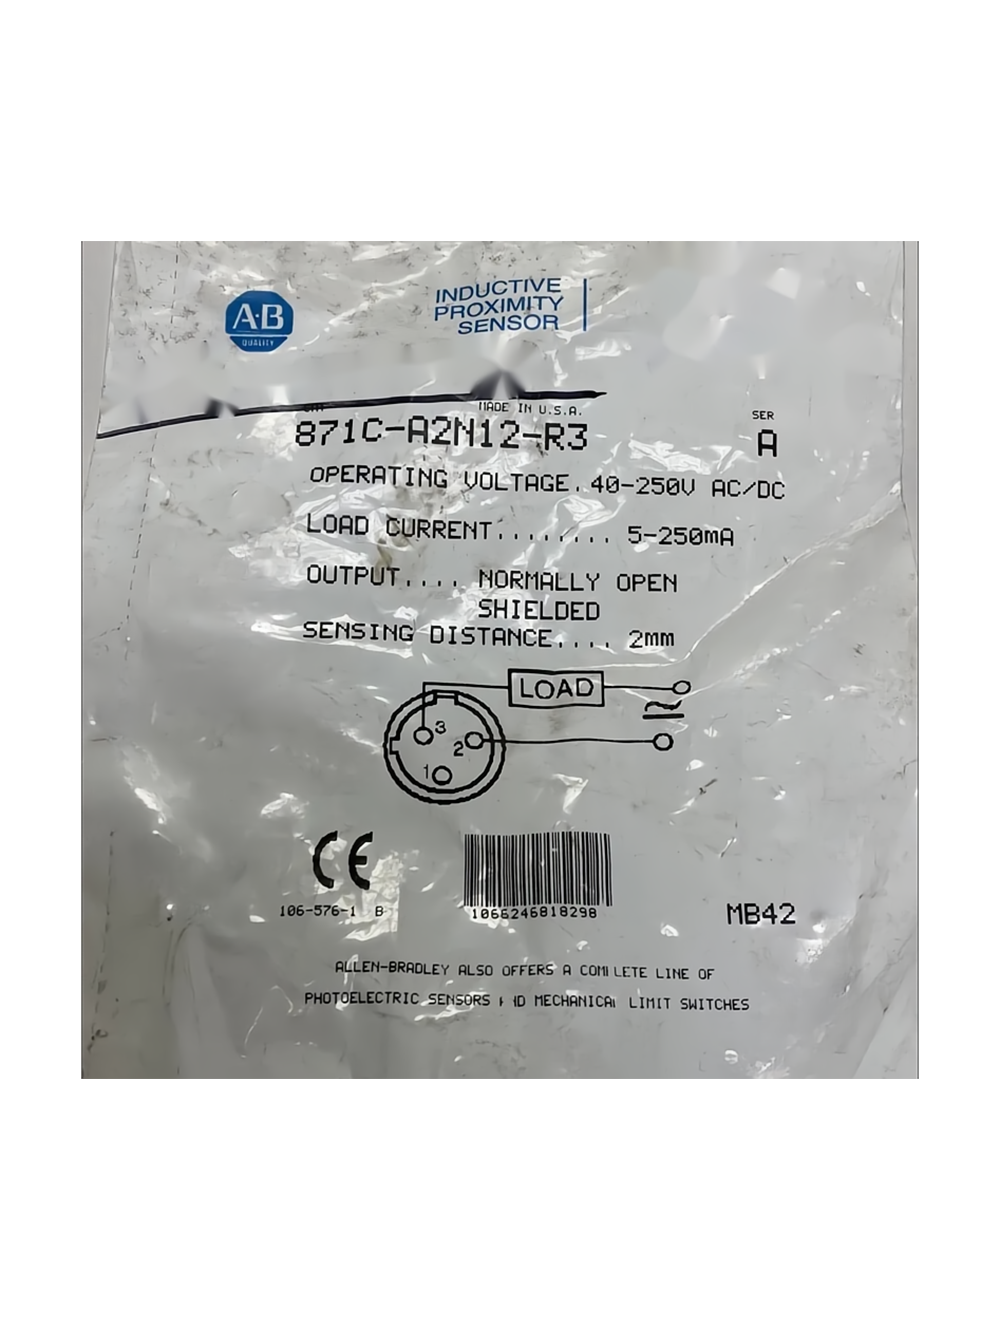 A·B
QUALITY
INDUCTIVE
PROXIMITY
SENSOR
MADE IN U.S.A.
SER
871C-A2N12-R3
A
OPERATING VOLTAGE. 40-250V AC/DC
LOAD CURRENT........ 5-250mA
OUTPUT.... NORMALLY OPEN
SHIELDED
SENSING DISTANCE.... 2mm
LOAD
3
2
1
CE
106-576-1 B
1066246818298
MB42
ALLEN-BRADLEY ALSO OFFERS A LINE OF
PHOTOELECTRIC SENSORS MECHANICAL LIMIT SWITCHES